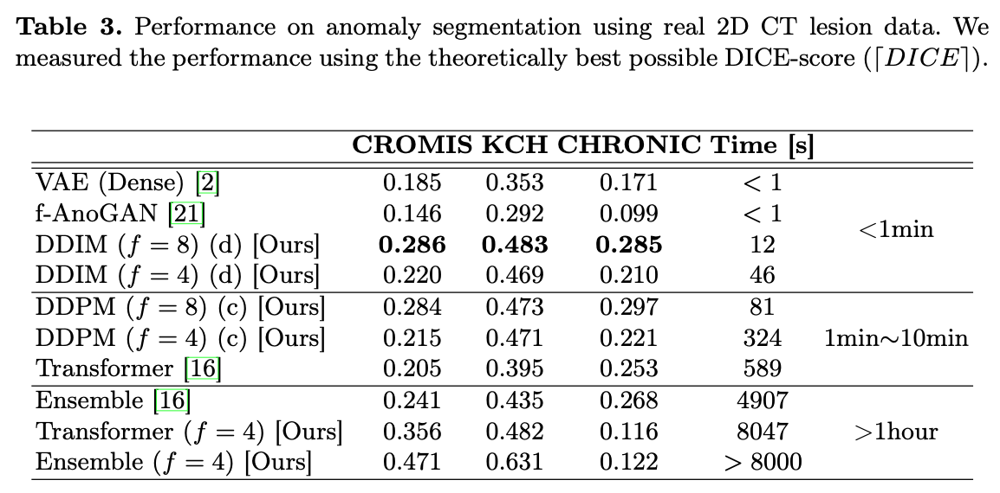 Table 3. Performance on anomaly segmentation using real 2D CT lesion data. We
measured the performance using the theoretically best possible DICE-score (⌈DICE⌉).
CROMIS KCH CHRONIC Time [s]
VAE (Dense) [2] 0.185 0.353 0.171 < 1
f-AnoGAN [21] 0.146 0.292 0.099 < 1
<1min
DDIM (f = 8) (d) [Ours] 0.286 0.483 0.285 12
DDIM (f = 4) (d) [Ours] 0.220 0.469 0.210 46
DDPM (f = 8) (c) [Ours] 0.284 0.473 0.297 81
DDPM (f = 4) (c) [Ours] 0.215 0.471 0.221 324 1min~10min
Transformer [16] 0.205 0.395 0.253 589
Ensemble [16] 0.241 0.435 0.268 4907
Transformer (f = 4) [Ours] 0.356 0.482 0.116 8047 >1hour
Ensemble (f = 4) [Ours] 0.471 0.631 0.122 > 8000